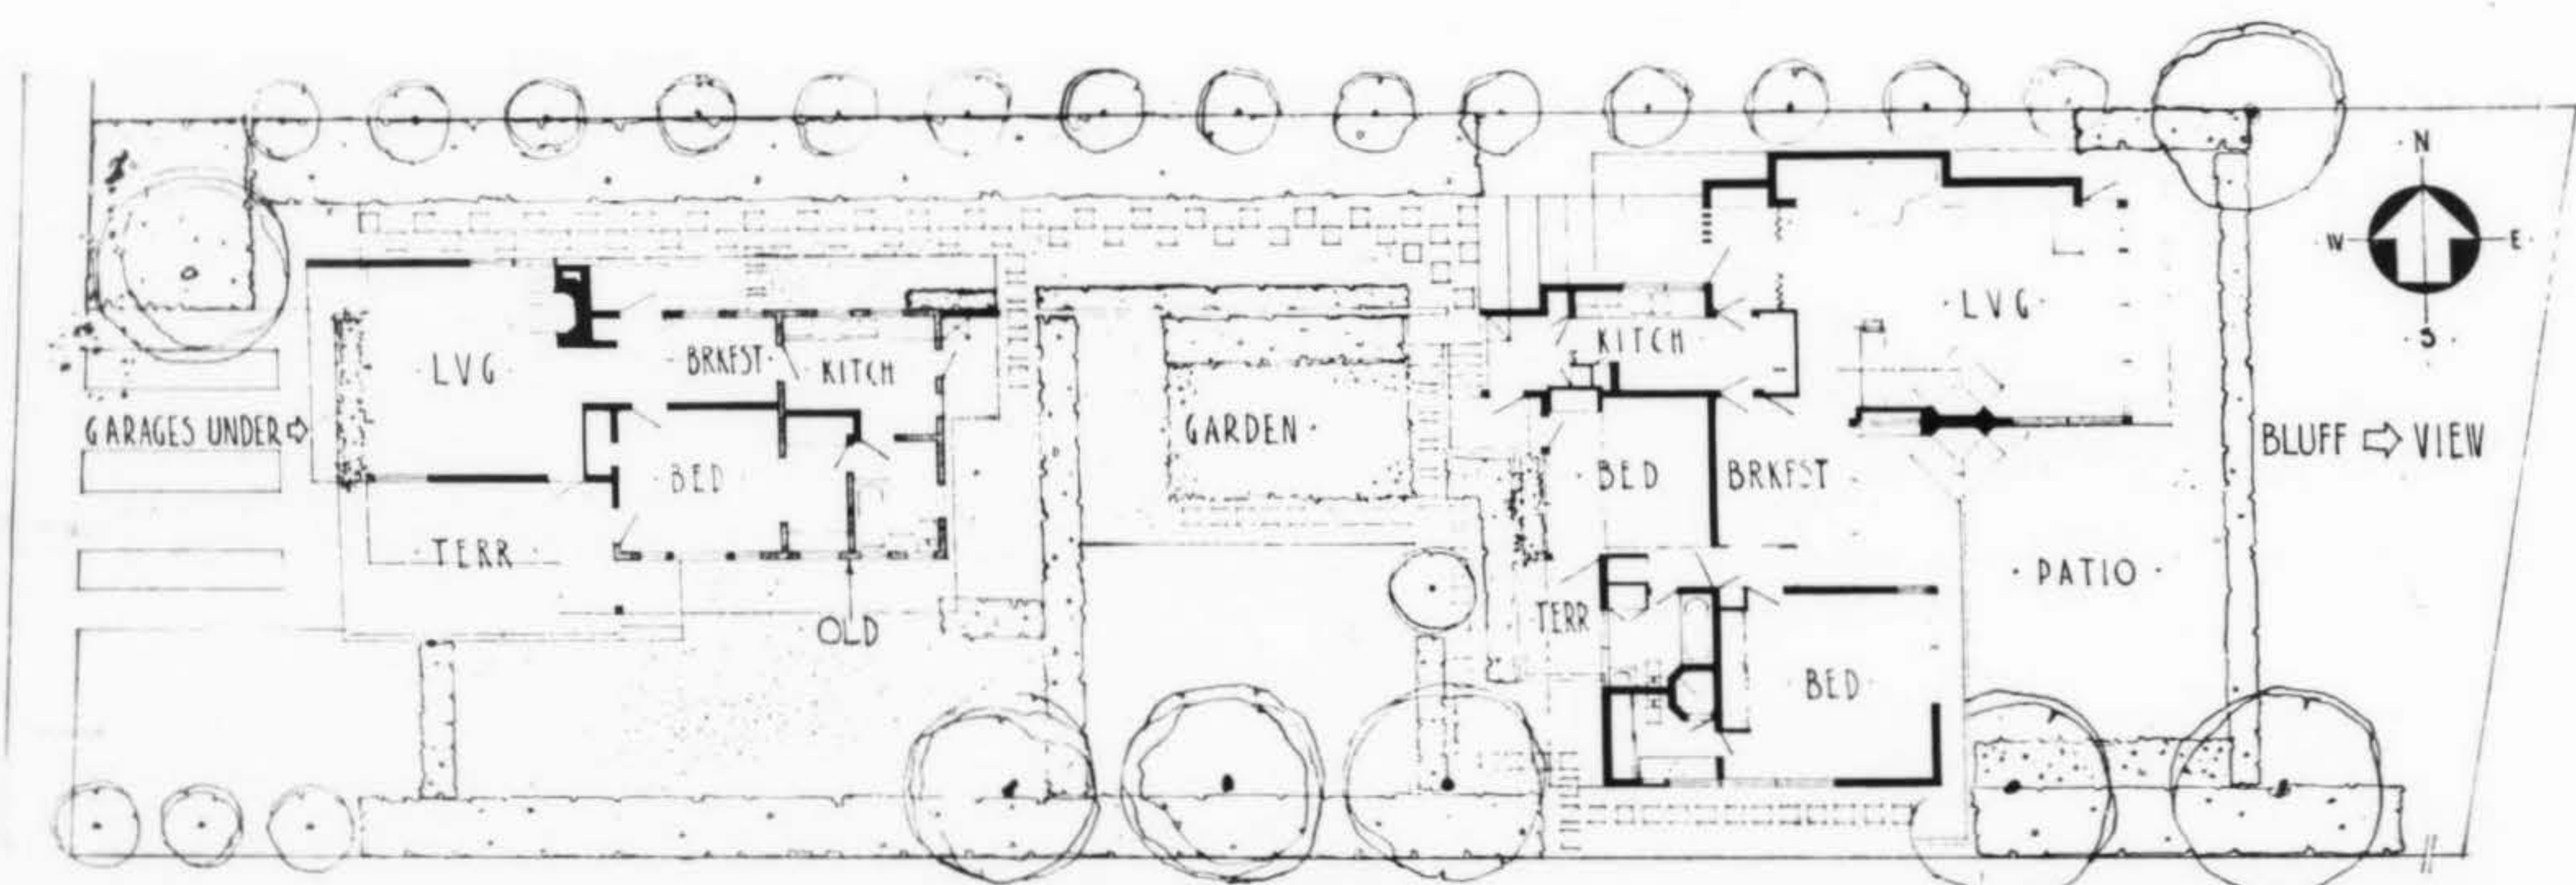 N
W
E
S
LVG
BRKFST
KITCH
GARAGES UNDER
BED
TERR
OLD
GARDEN
KITCH
LVG
BED
BRKFST
TERR
BED
PATIO
BLUFF ⇨ VIEW